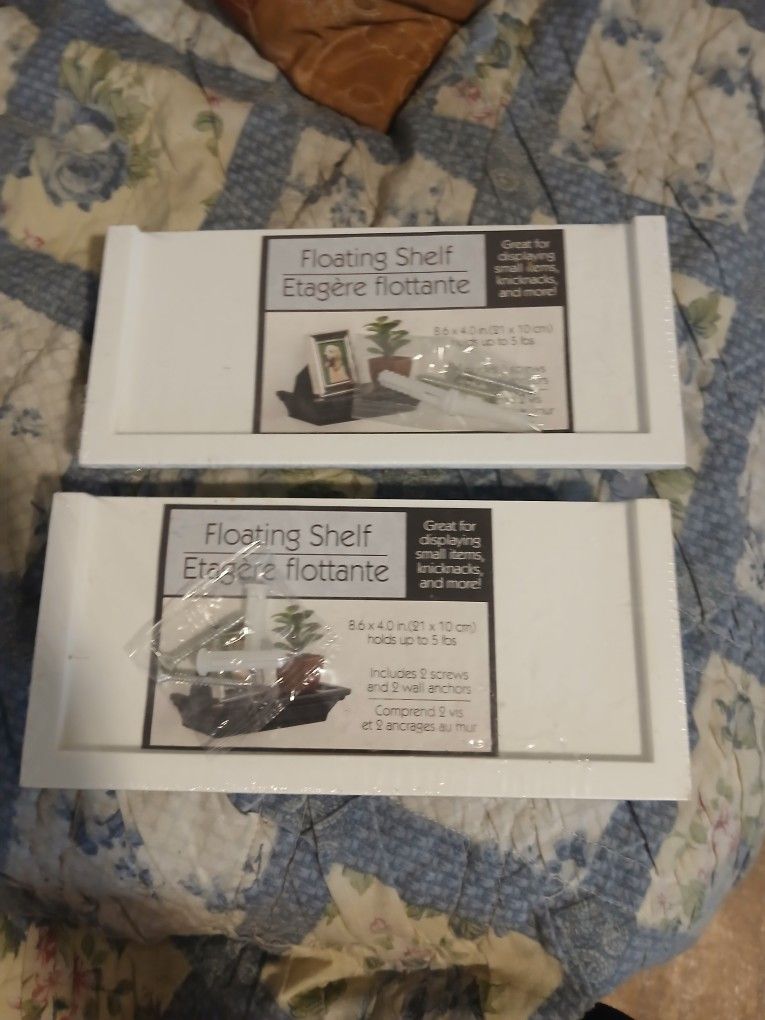 Floating Shelf
Etagère flottante
Great for
displaying
small items,
knicknacks,
and more!
8.6 x 4.0 in.(21 x 10 cm)
holds up to 5 lbs
screws
vis
mur
Floating Shelf
Etagère flottante
Great for
displaying
small items,
knicknacks,
and more!
8.6 x 4.0 in.(21 x 10 cm)
holds up to 5 lbs
Includes 2 screws
and 2 wall anchors
Comprend 2 vis
et 2 ancrages au mur